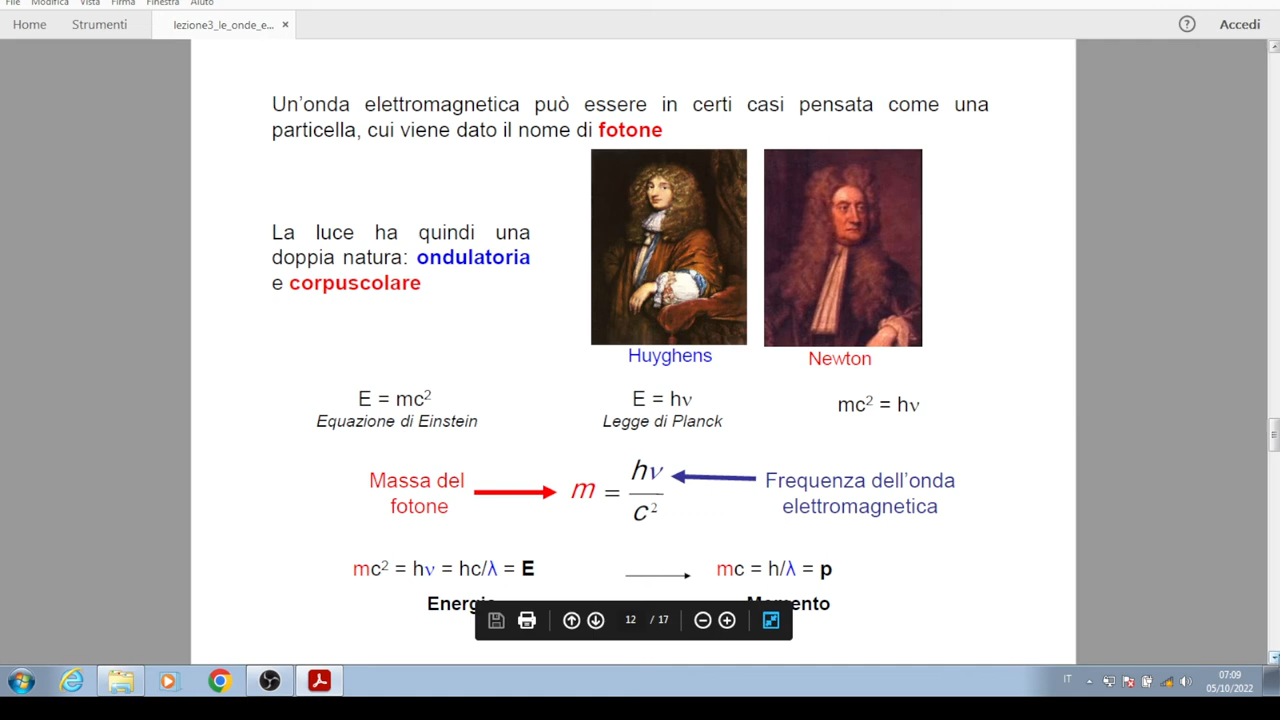 File Modifica Vista Firma Finestra Aiuto
Home Strumenti lezione3_le_onde_e... × ? Accedi
Un'onda elettromagnetica può essere in certi casi pensata come una
particella, cui viene dato il nome di fotone
La luce ha quindi una
doppia natura: ondulatoria
e corpuscolare
Huyghens
Newton
E = mc²
Equazione di Einstein
E = hν
Legge di Planck
mc² = hν
Massa del
fotone
m = hν / c²
Frequenza dell'onda
elettromagnetica
mc² = hν = hc/λ = E
mc = h/λ = p
Energia
Momento
12 / 17
IT
07:09
05/10/2022